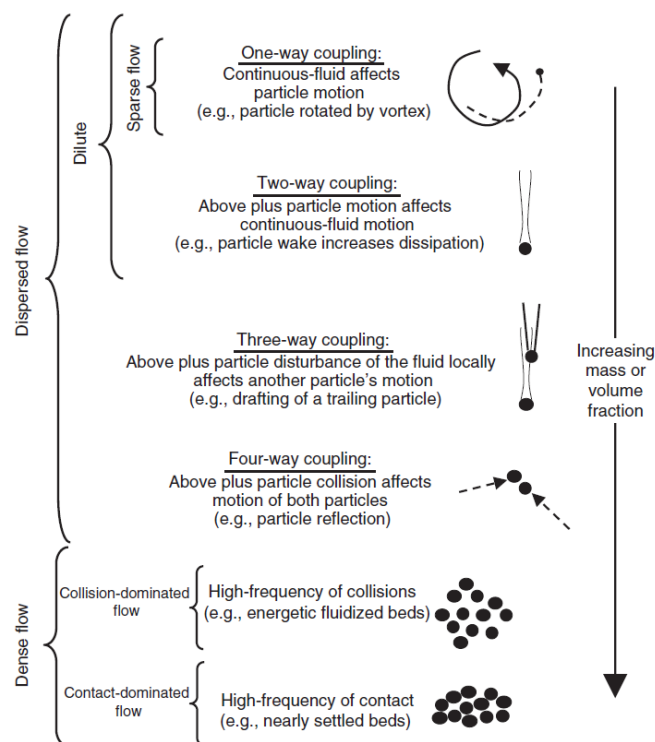 One-way coupling:
Continuous-fluid affects
particle motion
(e.g., particle rotated by vortex)
Sparse flow
Dilute
Two-way coupling:
Above plus particle motion affects
continuous-fluid motion
(e.g., particle wake increases dissipation)
Dispersed flow
Three-way coupling:
Above plus particle disturbance of the fluid locally
affects another particle's motion
(e.g., drafting of a trailing particle)
Increasing
mass or
volume
fraction
Four-way coupling:
Above plus particle collision affects
motion of both particles
(e.g., particle reflection)
Dense flow
Collision-dominated
flow
High-frequency of collisions
(e.g., energetic fluidized beds)
Contact-dominated
flow
High-frequency of contact
(e.g., nearly settled beds)